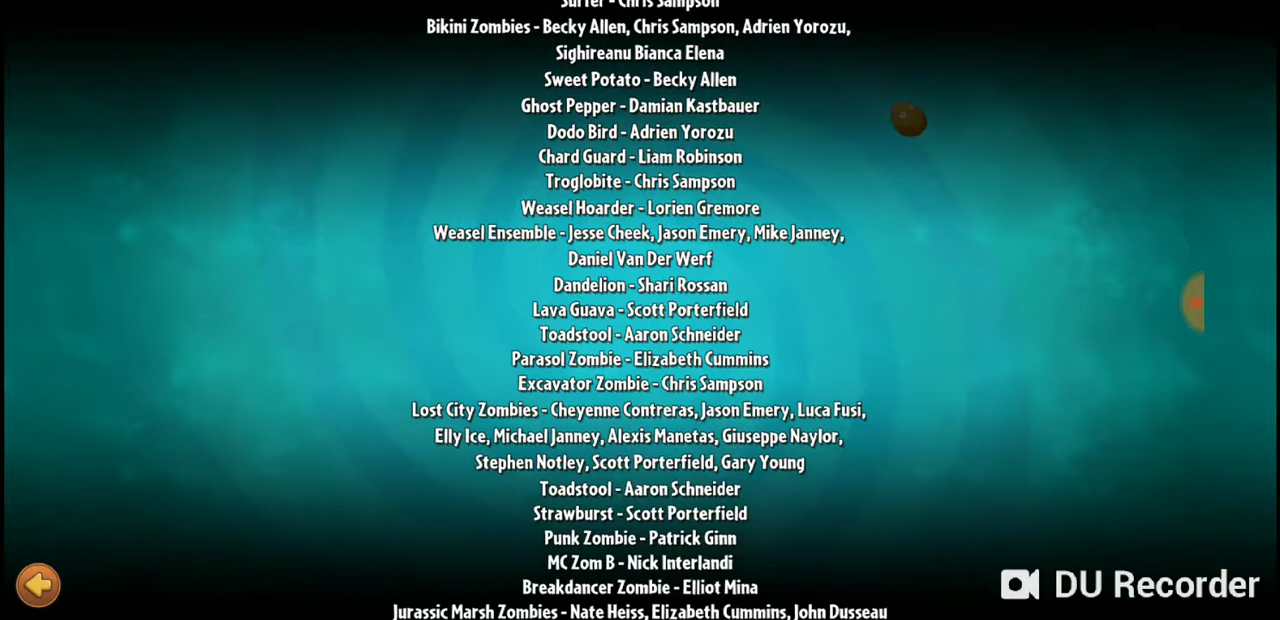 Surfer - Chris Sampson
Bikini Zombies - Becky Allen, Chris Sampson, Adrien Yorozu,
Sighireanu Bianca Elena
Sweet Potato - Becky Allen
Ghost Pepper - Damian Kastbauer
Dodo Bird - Adrien Yorozu
Chard Guard - Liam Robinson
Troglobite - Chris Sampson
Weasel Hoarder - Lorien Gremore
Weasel Ensemble - Jesse Cheek, Jason Emery, Mike Janney,
Daniel Van Der Werf
Dandelion - Shari Rossan
Lava Guava - Scott Porterfield
Toadstool - Aaron Schneider
Parasol Zombie - Elizabeth Cummins
Excavator Zombie - Chris Sampson
Lost City Zombies - Cheyenne Contreras, Jason Emery, Luca Fusi,
Elly Ice, Michael Janney, Alexis Manetas, Giuseppe Naylor,
Stephen Notley, Scott Porterfield, Gary Young
Toadstool - Aaron Schneider
Strawburst - Scott Porterfield
Punk Zombie - Patrick Ginn
MC Zom B - Nick Interlandi
Breakdancer Zombie - Elliot Mina
Jurassic Marsh Zombies - Nate Heiss, Elizabeth Cummins, John Dusseau
DU Recorder